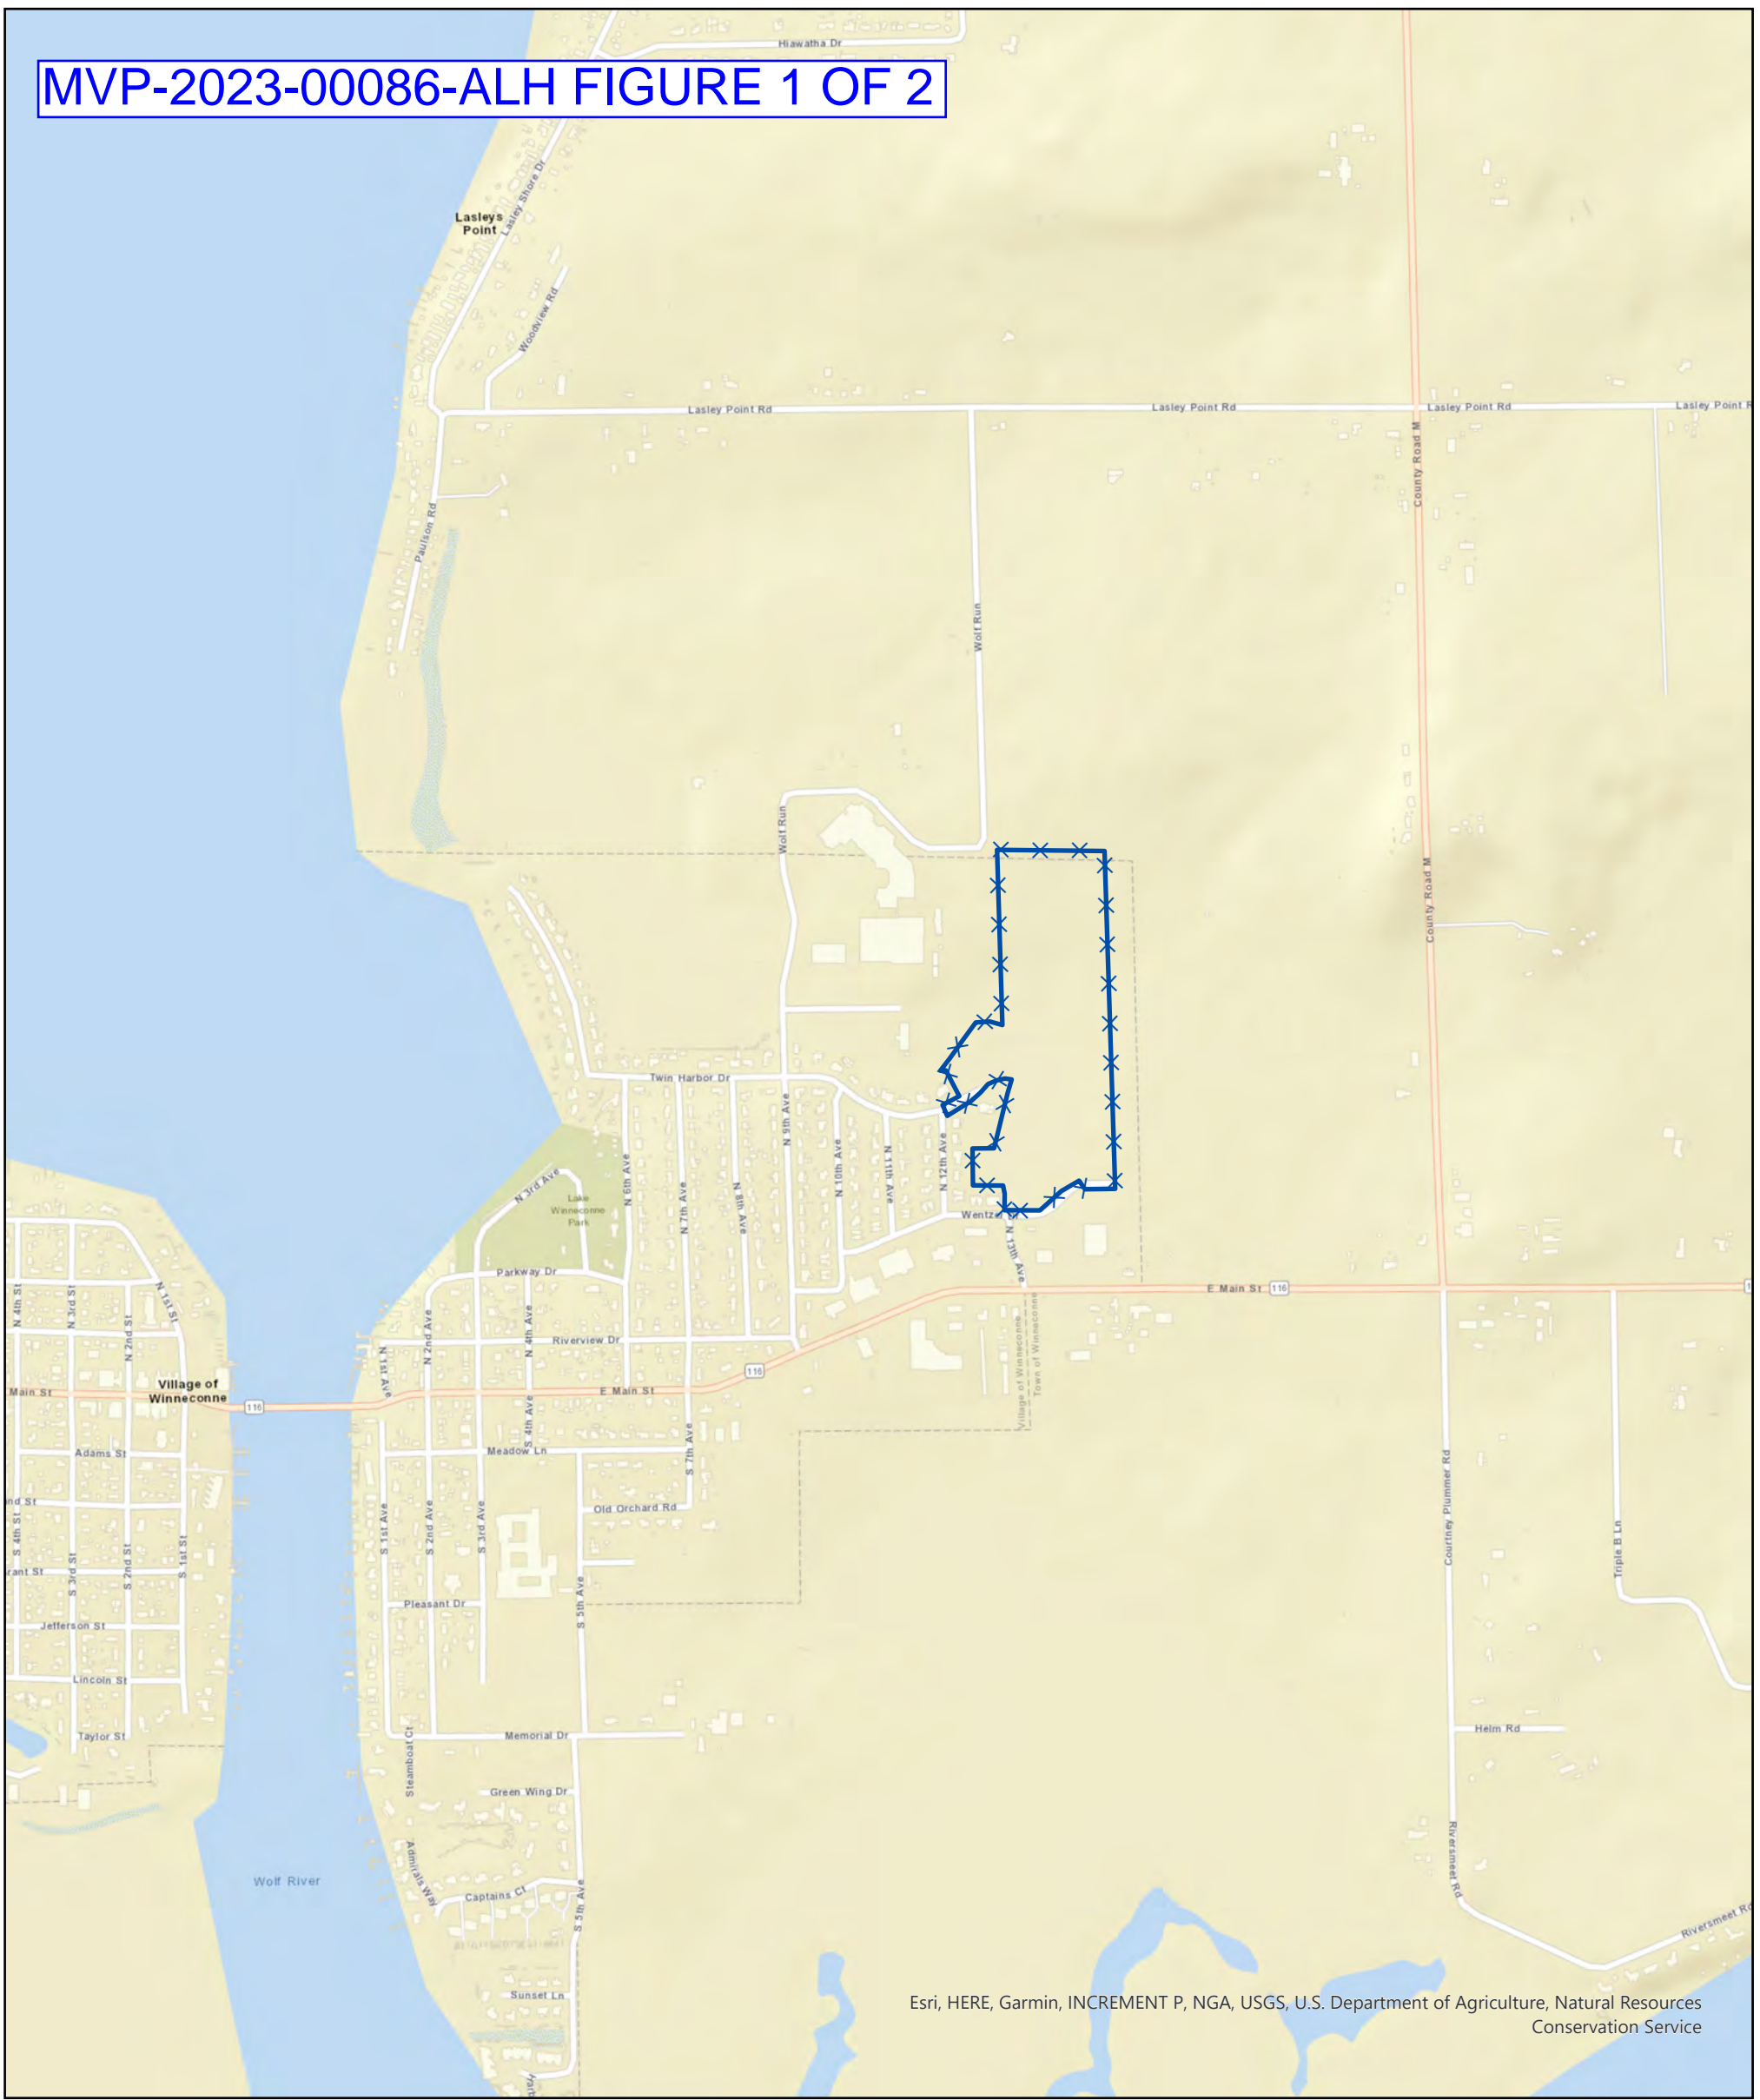 Hiawatha Dr
MVP-2023-00086-ALH FIGURE 1 OF 2
Lasley Shore Dr
Lasleys
Point
Woodview Rd
Lasley Point Rd
Lasley Point Rd
Lasley Point Rd
Lasley Point R
County Road M
Paulson Rd
Wolf Run
Wolf Run
County Road M
Twin Harbor Dr
N 9th Ave
N 10th Ave
N 11th Ave
N 12th Ave
N 3rd Ave
N 6th Ave
N 7th Ave
N 8th Ave
Lake
Winneconne
Park
Wentzel Dr
N 13th Ave
Parkway Dr
E Main St
116
1
N 4th St
N 3rd St
N 2nd St
N 1st St
N 1st Ave
N 2nd Ave
N 4th Ave
Riverview Dr
Village of Winneconne
Town of Winneconne
116
Main St
Village of
Winneconne
116
E Main St
S 4th Ave
Adams St
Meadow Ln
S 7th Ave
nd St
Old Orchard Rd
S 4th St
S 3rd St
S 2nd St
S 1st St
S 1st Ave
S 2nd Ave
S 3rd Ave
S 5th Ave
Courtney Plummer Rd
Triple B Ln
rant St
Pleasant Dr
Jefferson St
Lincoln St
Taylor St
Steamboat Ct
Memorial Dr
Helm Rd
Green Wing Dr
Admirals Way
Wolf River
Captains Ct
S 5th Ave
Riversmeet Rd
Riversmeet Rd
Sunset Ln
Esri, HERE, Garmin, INCREMENT P, NGA, USGS, U.S. Department of Agriculture, Natural Resources
Conservation Service